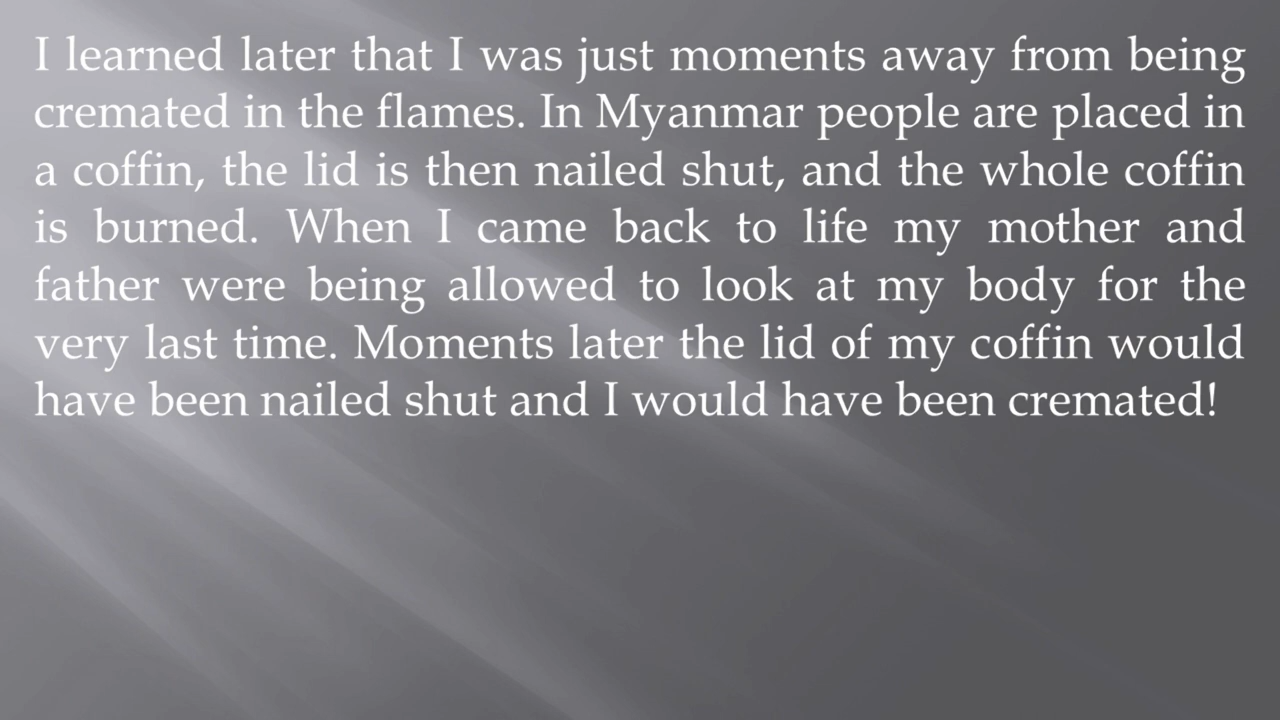 I learned later that I was just moments away from being
cremated in the flames. In Myanmar people are placed in
a coffin, the lid is then nailed shut, and the whole coffin
is burned. When I came back to life my mother and
father were being allowed to look at my body for the
very last time. Moments later the lid of my coffin would
have been nailed shut and I would have been cremated!